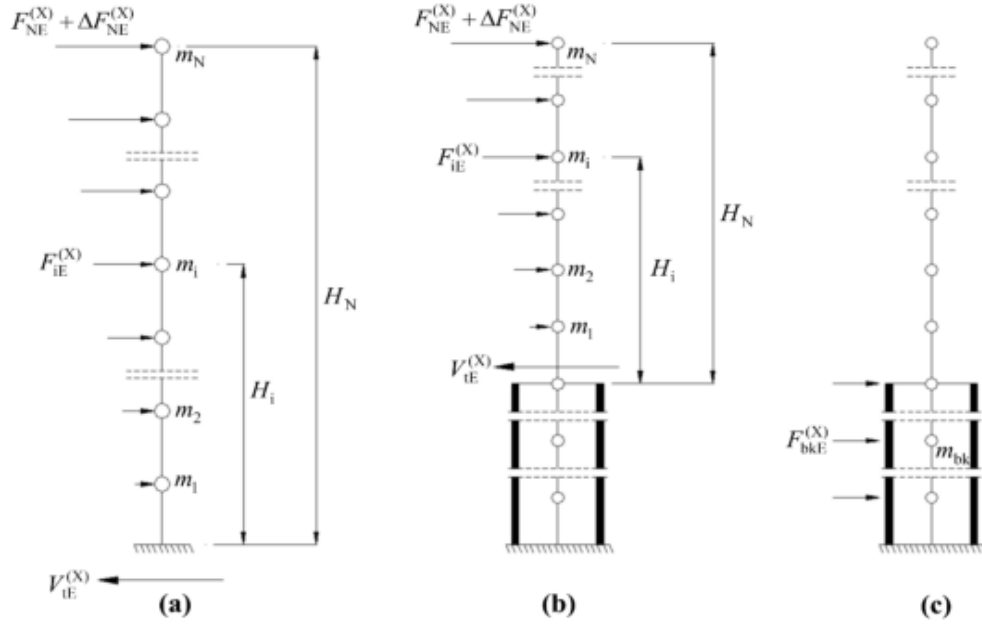 F_NE^(X) + ΔF_NE^(X)
m_N
F_iE^(X)
m_i
H_N
H_i
m_2
m_1
V_tE^(X)
(a)
F_NE^(X) + ΔF_NE^(X)
m_N
F_iE^(X)
m_i
H_N
m_2
H_i
m_1
V_tE^(X)
(b)
F_bkE^(X)
m_bk
(c)